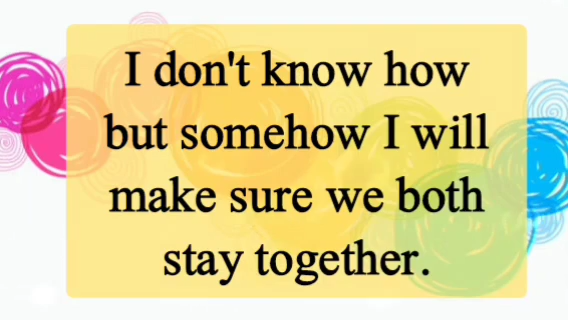 I don't know how
but somehow I will
make sure we both
stay together.